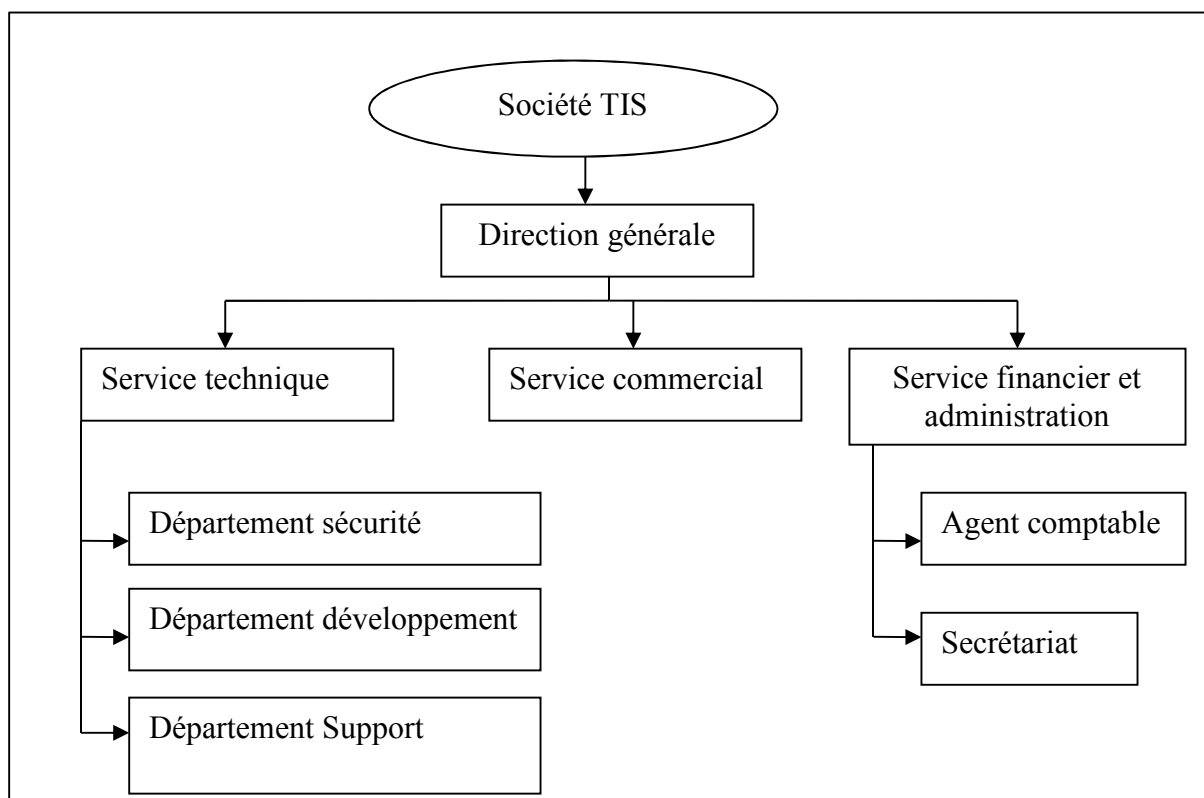 Société TIS
Direction générale
Service technique
Service commercial
Service financier et
administration
Département sécurité
Département développement
Département Support
Agent comptable
Secrétariat